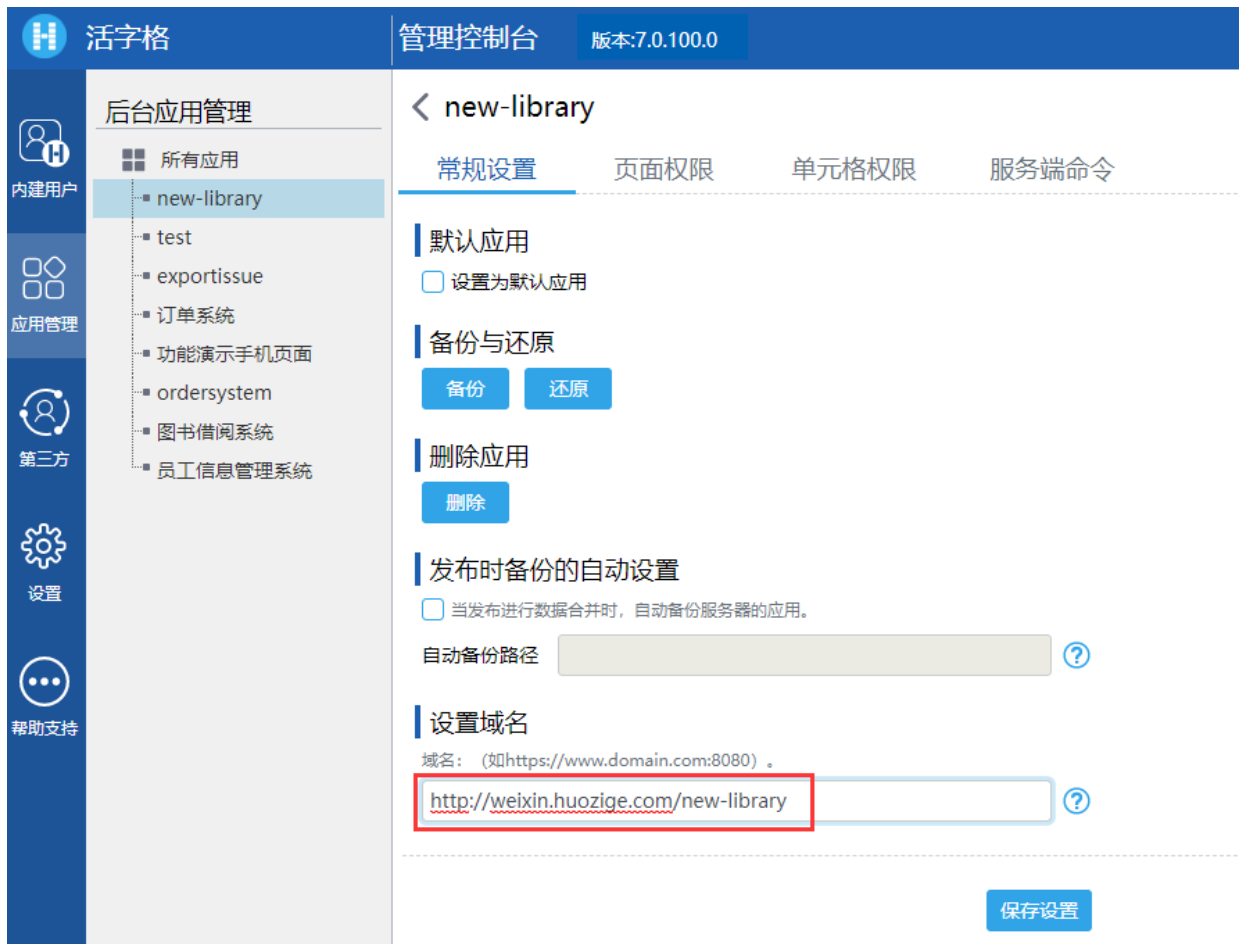 活字格
管理控制台 版本:7.0.100.0
内建用户
应用管理
第三方
设置
帮助支持
后台应用管理
所有应用
new-library
test
exportissue
订单系统
功能演示手机页面
ordersystem
图书借阅系统
员工信息管理系统
new-library
常规设置 页面权限 单元格权限 服务端命令
默认应用
设置为默认应用
备份与还原
备份 还原
删除应用
删除
发布时备份的自动设置
当发布进行数据合并时，自动备份服务器的应用。
自动备份路径
设置域名
域名：（如https://www.domain.com:8080）。
http://weixin.huozige.com/new-library
保存设置